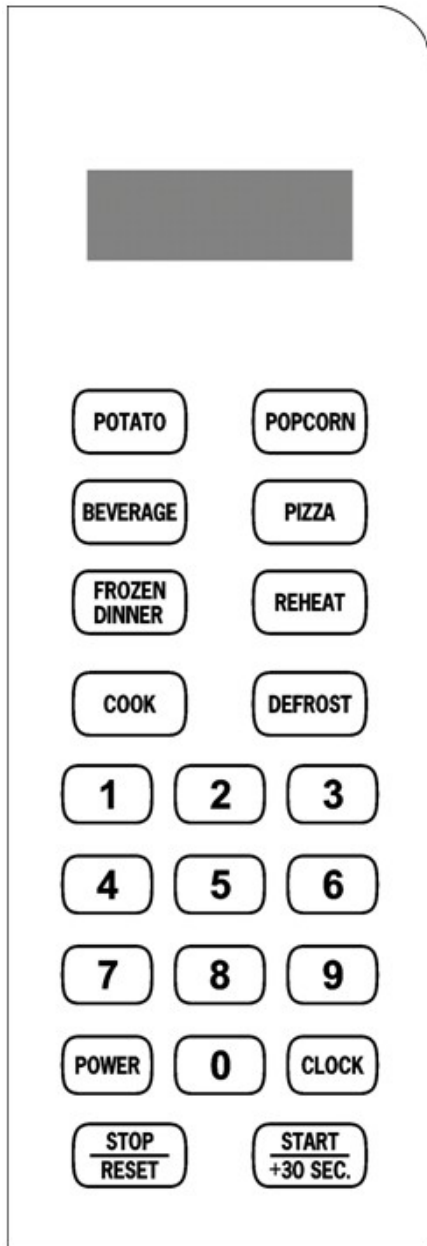 POTATO POPCORN
BEVERAGE PIZZA
FROZEN
DINNER REHEAT
COOK DEFROST
1 2 3
4 5 6
7 8 9
POWER 0 CLOCK
STOP START
RESET +30 SEC.